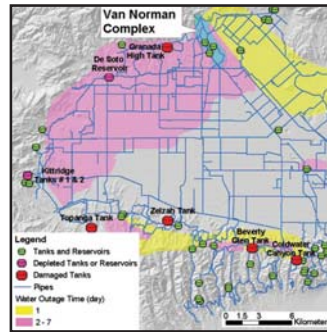 Van Norman
Complex
Granada
High Tank
De Soto
Reservoir
Kittridge
Tanks # 1 & 2
Topanga Tank
Zelzah Tank
Beverly
Glen Tank
Coldwater
Canyon Tank
Legend
Tanks and Reservoirs
Depleted Tanks or Reservoirs
Damaged Tanks
Pipes
Water Outage Time (day)
1
2 - 7
0 1.5 3 6
Kilometers